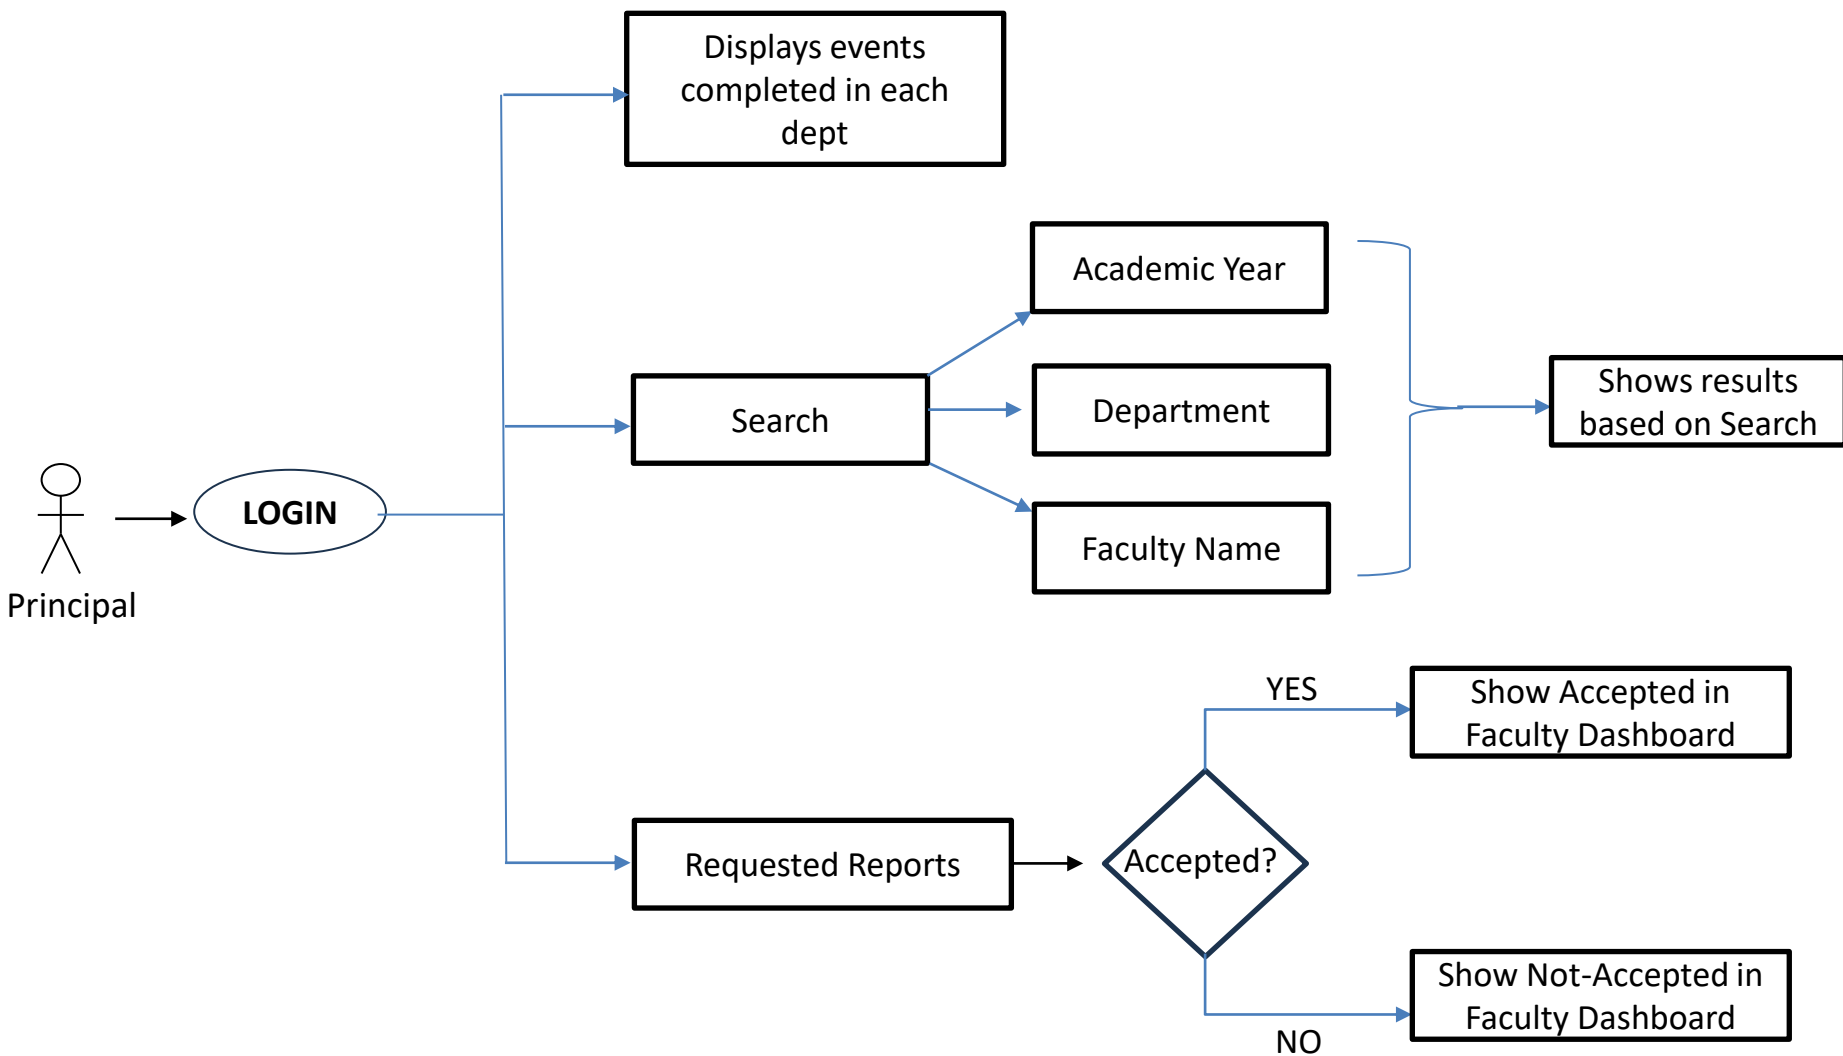 Displays events
completed in each
dept
Academic Year
Search
Department
Shows results
based on Search
LOGIN
Faculty Name
Principal
YES
Show Accepted in
Faculty Dashboard
Requested Reports
Accepted?
Show Not-Accepted in
Faculty Dashboard
NO